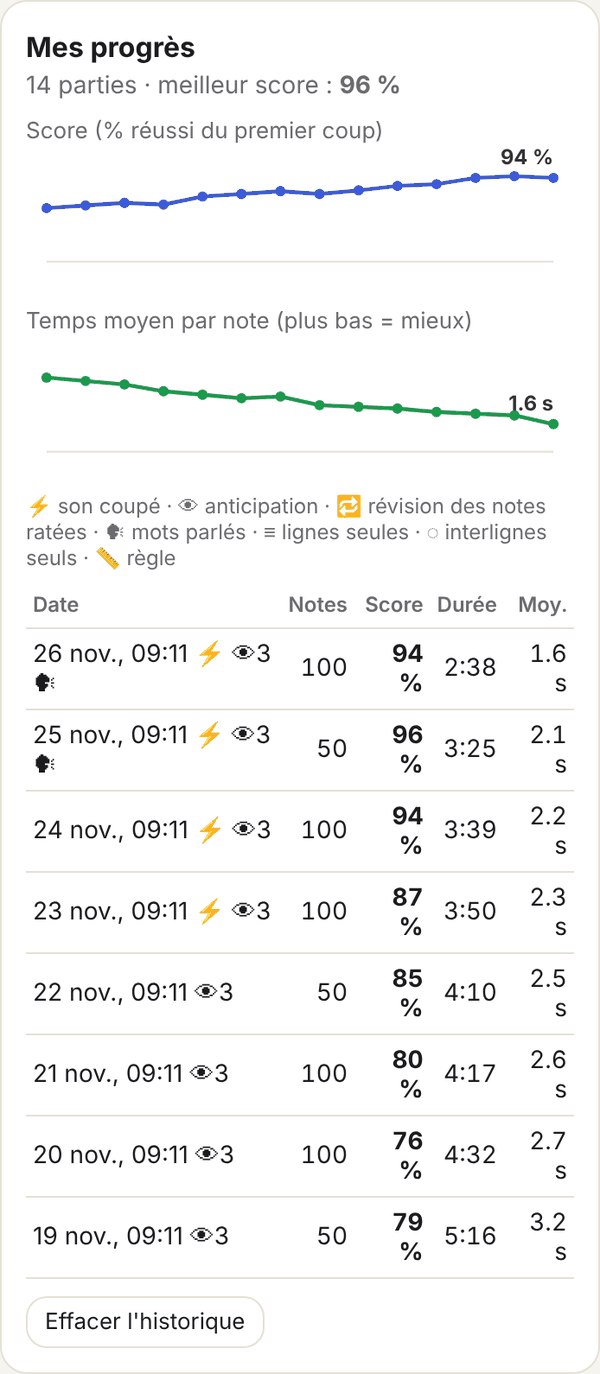 Mes progrès
14 parties · meilleur score : 96 %
Score (% réussi du premier coup)
94 %
Temps moyen par note (plus bas = mieux)
1.6 s
⚡ son coupé · 👁 anticipation · 🔁 révision des notes
ratées · 🗣 mots parlés · ≡ lignes seules · ○ interlignes
seuls · 📏 règle
Date Notes Score Durée Moy.
26 nov., 09:11 ⚡ 👁3 🗣 100 94 % 2:38 1.6 s
25 nov., 09:11 ⚡ 👁3 🗣 50 96 % 3:25 2.1 s
24 nov., 09:11 ⚡ 👁3 100 94 % 3:39 2.2 s
23 nov., 09:11 ⚡ 👁3 100 87 % 3:50 2.3 s
22 nov., 09:11 👁3 50 85 % 4:10 2.5 s
21 nov., 09:11 👁3 100 80 % 4:17 2.6 s
20 nov., 09:11 👁3 100 76 % 4:32 2.7 s
19 nov., 09:11 👁3 50 79 % 5:16 3.2 s
Effacer l'historique